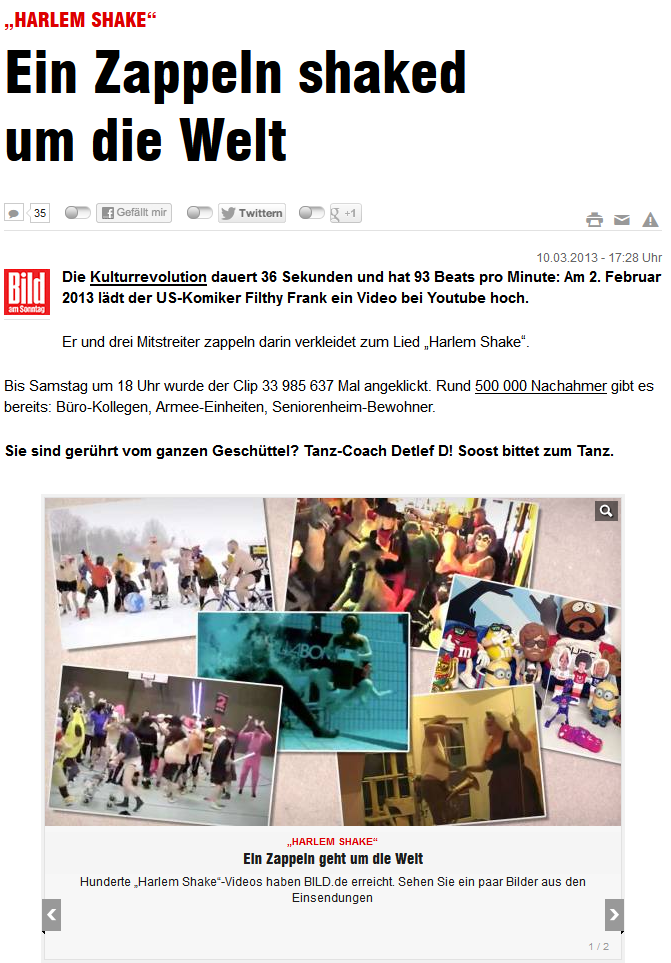 „HARLEM SHAKE“
Ein Zappeln shaked
um die Welt
35
Gefällt mir
Twittern
+1
10.03.2013 - 17:28 Uhr
Bild
am Sonntag
Die Kulturrevolution dauert 36 Sekunden und hat 93 Beats pro Minute: Am 2. Februar
2013 lädt der US-Komiker Filthy Frank ein Video bei Youtube hoch.
Er und drei Mitstreiter zappeln darin verkleidet zum Lied „Harlem Shake“.
Bis Samstag um 18 Uhr wurde der Clip 33 985 637 Mal angeklickt. Rund 500 000 Nachahmer gibt es
bereits: Büro-Kollegen, Armee-Einheiten, Seniorenheim-Bewohner.
Sie sind gerührt vom ganzen Geschüttel? Tanz-Coach Detlef D! Soost bittet zum Tanz.
2
„HARLEM SHAKE“
Ein Zappeln geht um die Welt
Hunderte „Harlem Shake“-Videos haben BILD.de erreicht. Sehen Sie ein paar Bilder aus den
Einsendungen
1 / 2